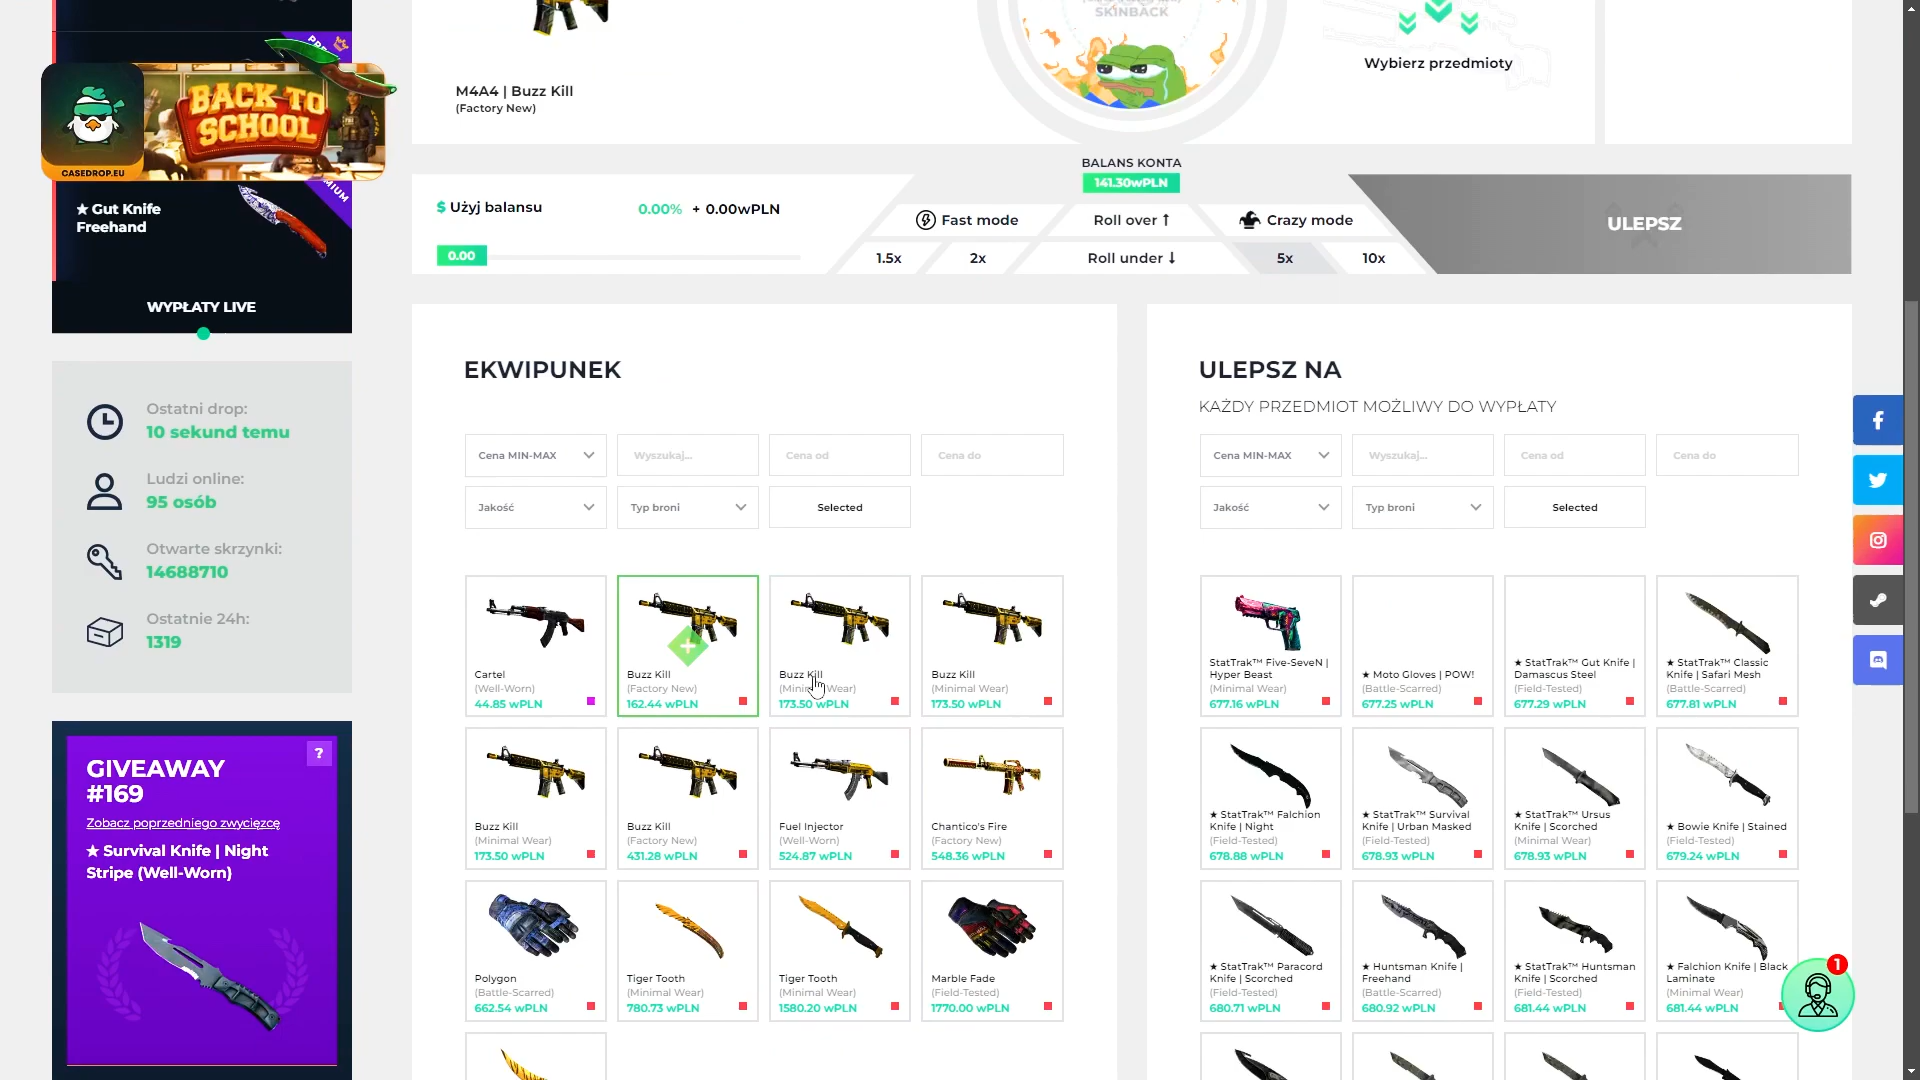 SKINBACK
Wybierz przedmioty
M4A4 | Buzz Kill
(Factory New)
BACK TO
SCHOOL
CASEDROP.EU
★ Gut Knife
Freehand
WYPŁATY LIVE
BALANS KONTA
141.30wPLN
$ Użyj balansu
0.00% + 0.00wPLN
0.00
Fast mode
Roll over ↑
Crazy mode
1.5x
2x
Roll under ↓
5x
10x
ULEPSZ
Ostatni drop:
10 sekund temu
Ludzi online:
95 osób
Otwarte skrzynki:
14688710
Ostatnie 24h:
1319
GIVEAWAY
#169
?
Zobacz poprzedniego zwycięzcę
★ Survival Knife | Night
Stripe (Well-Worn)
EKWIPUNEK
Cena MIN-MAX
Wyszukaj...
Cena od
Cena do
Jakość
Typ broni
Selected
Cartel
(Well-Worn)
44.85 wPLN
Buzz Kill
(Factory New)
162.44 wPLN
Buzz Kill
(Minimal Wear)
173.50 wPLN
Buzz Kill
(Minimal Wear)
173.50 wPLN
Buzz Kill
(Minimal Wear)
173.50 wPLN
Buzz Kill
(Factory New)
431.28 wPLN
Fuel Injector
(Well-Worn)
524.87 wPLN
Chantico's Fire
(Factory New)
548.36 wPLN
Polygon
(Battle-Scarred)
662.54 wPLN
Tiger Tooth
(Minimal Wear)
780.73 wPLN
Tiger Tooth
(Minimal Wear)
1580.20 wPLN
Marble Fade
(Field-Tested)
1770.00 wPLN
ULEPSZ NA
KAŻDY PRZEDMIOT MOŻLIWY DO WYPŁATY
Cena MIN-MAX
Wyszukaj...
Cena od
Cena do
Jakość
Typ broni
Selected
StatTrak™ Five-SeveN |
Hyper Beast
(Minimal Wear)
677.16 wPLN
★ Moto Gloves | POW!
(Battle-Scarred)
677.25 wPLN
★ StatTrak™ Gut Knife |
Damascus Steel
(Field-Tested)
677.29 wPLN
★ StatTrak™ Classic
Knife | Safari Mesh
(Battle-Scarred)
677.81 wPLN
★ StatTrak™ Falchion
Knife | Night
(Field-Tested)
678.88 wPLN
★ StatTrak™ Survival
Knife | Urban Masked
(Field-Tested)
678.93 wPLN
★ StatTrak™ Ursus
Knife | Scorched
(Minimal Wear)
678.93 wPLN
★ Bowie Knife | Stained
(Field-Tested)
679.24 wPLN
★ StatTrak™ Paracord
Knife | Scorched
(Field-Tested)
680.71 wPLN
★ Huntsman Knife |
Freehand
(Battle-Scarred)
680.92 wPLN
★ StatTrak™ Huntsman
Knife | Scorched
(Field-Tested)
681.44 wPLN
★ Falchion Knife | Black
Laminate
(Minimal Wear)
681.44 wPLN
1